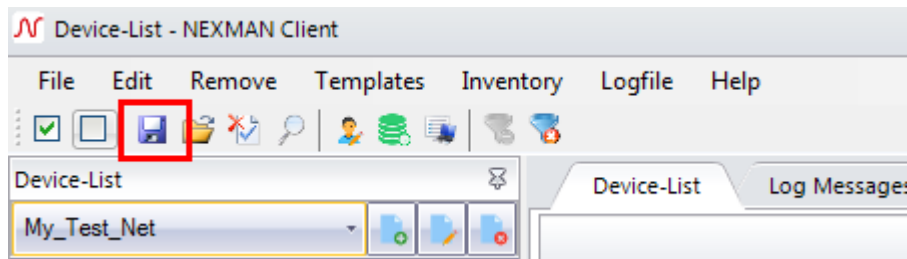 Device-List - NEXMAN Client
File Edit Remove Templates Inventory Logfile Help
Device-List
Device-List Log Messages
My_Test_Net